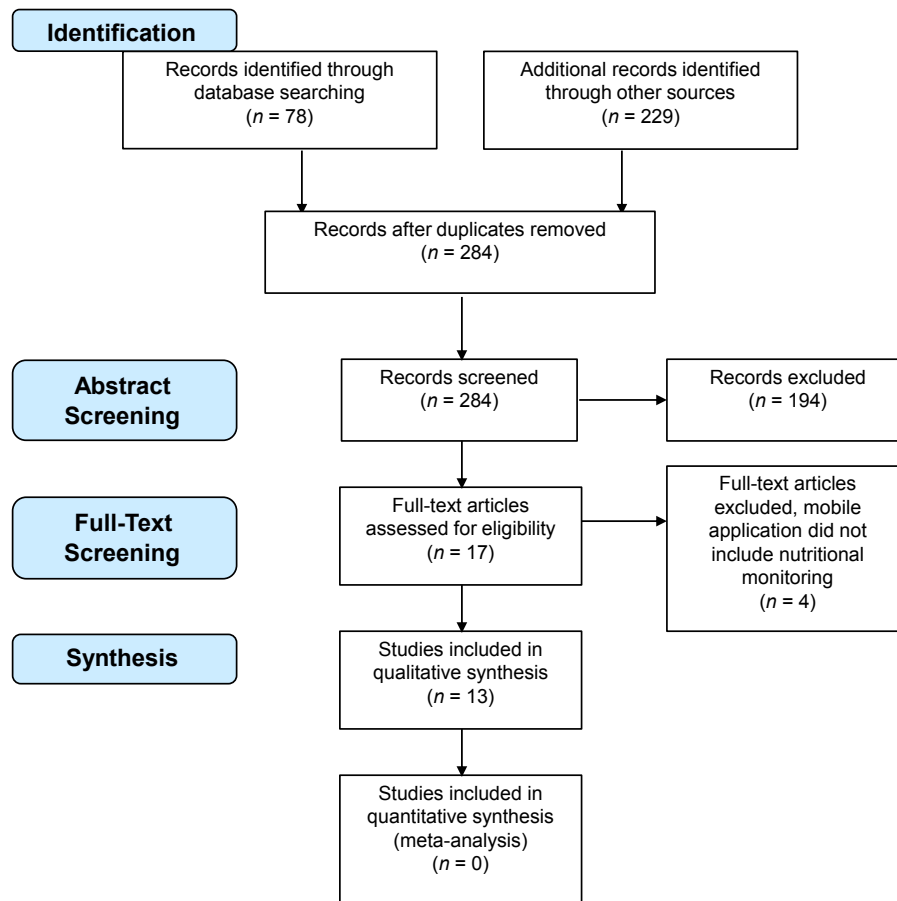 Identification
Records identified through
database searching
(n = 78)
Additional records identified
through other sources
(n = 229)
Records after duplicates removed
(n = 284)
Abstract
Screening
Records screened
(n = 284)
Records excluded
(n = 194)
Full-Text
Screening
Full-text articles
assessed for eligibility
(n = 17)
Full-text articles
excluded, mobile
application did not
include nutritional
monitoring
(n = 4)
Synthesis
Studies included in
qualitative synthesis
(n = 13)
Studies included in
quantitative synthesis
(meta-analysis)
(n = 0)